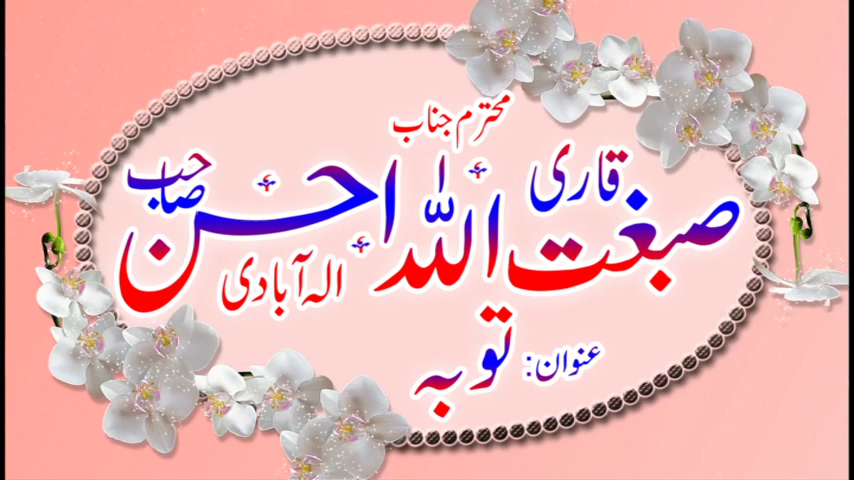 محترم جناب
قاری صبغت اللہ احسن صاحب
الہ آبادی
عنوان: توبہ